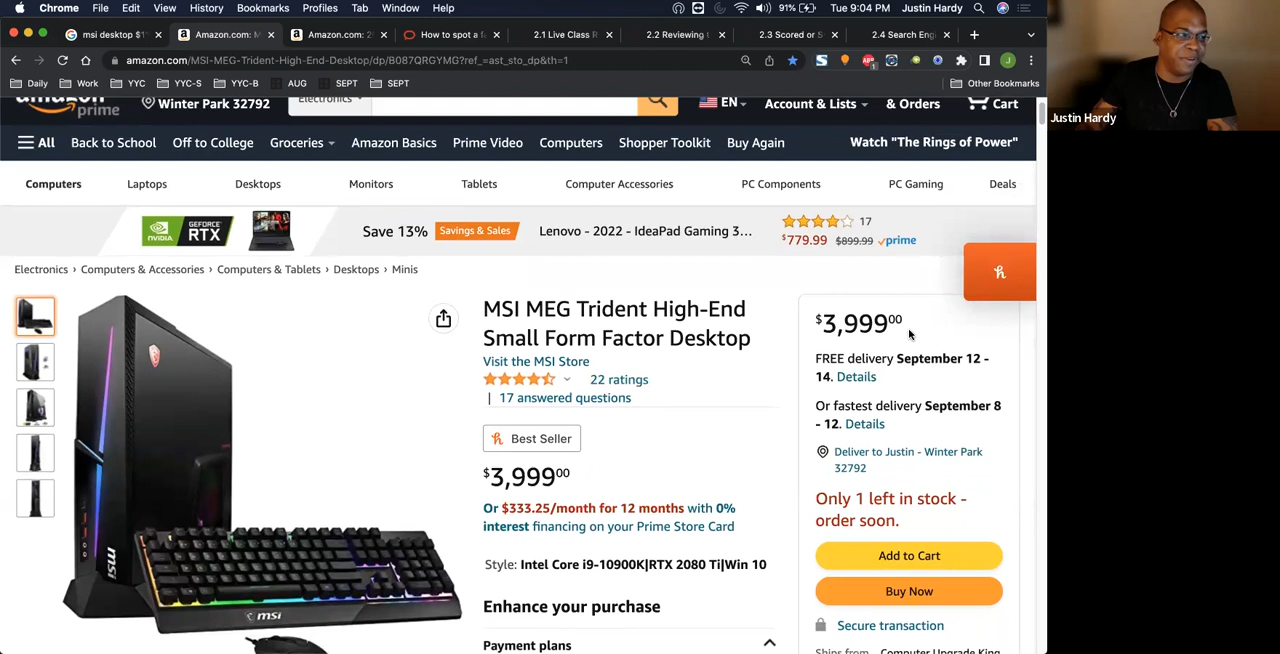 Chrome File Edit View History Bookmarks Profiles Tab Window Help 91% Tue 9:04 PM Justin Hardy
msi desktop $1 Amazon.com: M Amazon.com: 2 How to spot a f 2.1 Live Class R 2.2 Reviewing 2.3 Scored or S 2.4 Search Eng
amazon.com/MSI-MEG-Trident-High-End-Desktop/dp/B087QRGYMG?ref_=ast_sto_dp&th=1
Daily Work YYC YYC-S YYC-B AUG SEPT SEPT Other Bookmarks
amazon prime Winter Park 32792 Electronics EN Account & Lists & Orders Cart
Justin Hardy
All Back to School Off to College Groceries Amazon Basics Prime Video Computers Shopper Toolkit Buy Again Watch "The Rings of Power"
Computers Laptops Desktops Monitors Tablets Computer Accessories PC Components PC Gaming Deals
NVIDIA GEFORCE RTX Save 13% Savings & Sales Lenovo - 2022 - IdeaPad Gaming 3... 17
$779.99 $899.99 prime
Electronics › Computers & Accessories › Computers & Tablets › Desktops › Minis
MSI MEG Trident High-End
Small Form Factor Desktop
Visit the MSI Store
22 ratings
| 17 answered questions
Best Seller
$3,999.00
Or $333.25/month for 12 months with 0%
interest financing on your Prime Store Card
Style: Intel Core i9-10900K|RTX 2080 Ti|Win 10
Enhance your purchase
Payment plans
msi
msi
$3,999.00
FREE delivery September 12 -
14. Details
Or fastest delivery September 8
- 12. Details
Deliver to Justin - Winter Park
32792
Only 1 left in stock -
order soon.
Add to Cart
Buy Now
Secure transaction
Ships from Computer Upgrade King